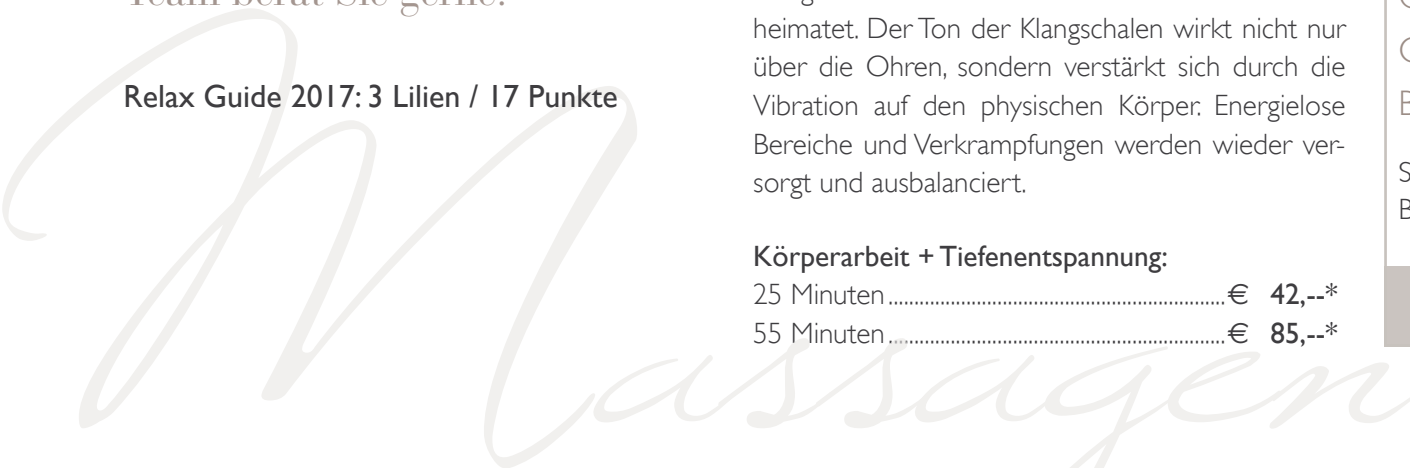 Team berät Sie gerne.
Relax Guide 2017: 3 Lilien / 17 Punkte
heimatet. Der Ton der Klangschalen wirkt nicht nur
über die Ohren, sondern verstärkt sich durch die
Vibration auf den physischen Körper. Energielose
Bereiche und Verkrampfungen werden wieder ver-
sorgt und ausbalanciert.
Körperarbeit + Tiefenentspannung:
25 Minuten ........................................................ € 42,--*
55 Minuten ........................................................ € 85,--*
Massagen